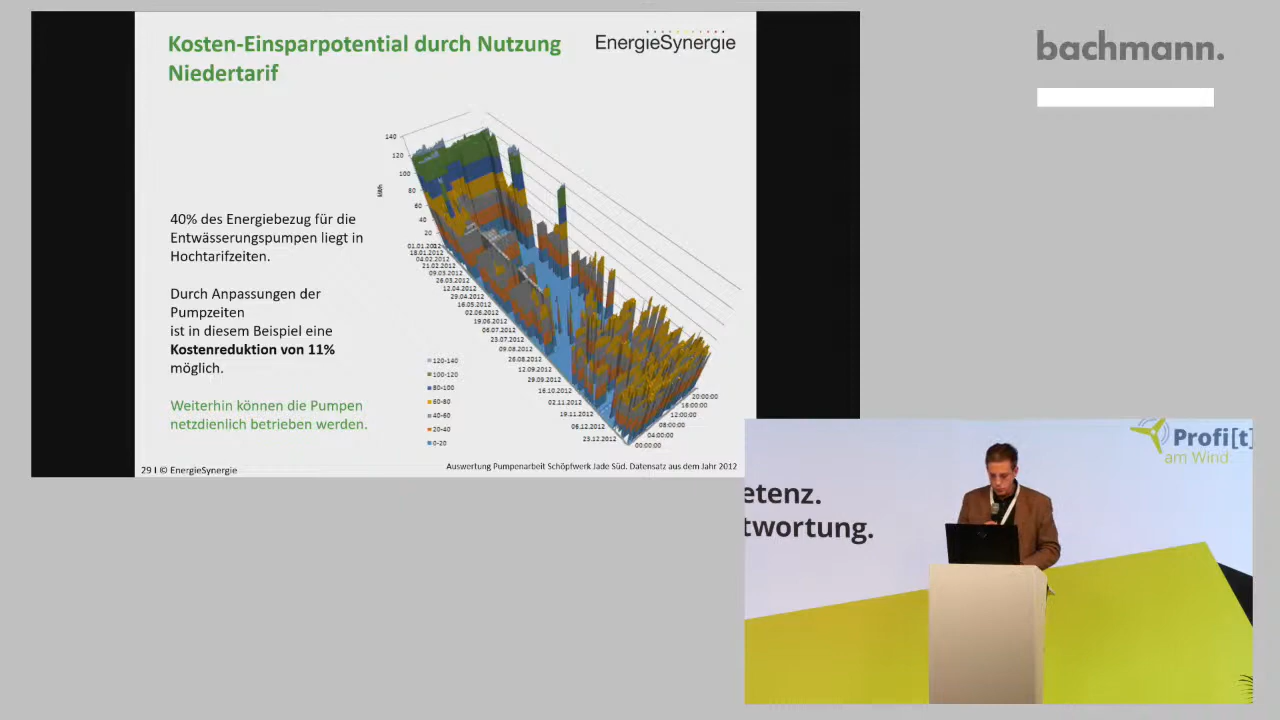 Kosten-Einsparpotential durch Nutzung
Niedertarif
EnergieSynergie
bachmann.
40% des Energiebezug für die
Entwässerungspumpen liegt in
Hochtarifzeiten.
Durch Anpassungen der
Pumpzeiten
ist in diesem Beispiel eine
Kostenreduktion von 11%
möglich.
Weiterhin können die Pumpen
netzdienlich betrieben werden.
140
120
100
80
60
40
20
kWh
01.01.2012
18.01.2012
04.02.2012
21.02.2012
09.03.2012
26.03.2012
12.04.2012
29.04.2012
16.05.2012
02.06.2012
19.06.2012
06.07.2012
23.07.2012
09.08.2012
26.08.2012
12.09.2012
29.09.2012
16.10.2012
02.11.2012
19.11.2012
06.12.2012
23.12.2012
20:00:00
16:00:00
12:00:00
08:00:00
04:00:00
00:00:00
120-140
100-120
80-100
60-80
40-60
20-40
0-20
29 I © EnergieSynergie
Auswertung Pumpenarbeit Schöpfwerk Jade Süd. Datensatz aus dem Jahr 2012
Profi[t]
am Wind
etenz.
twortung.